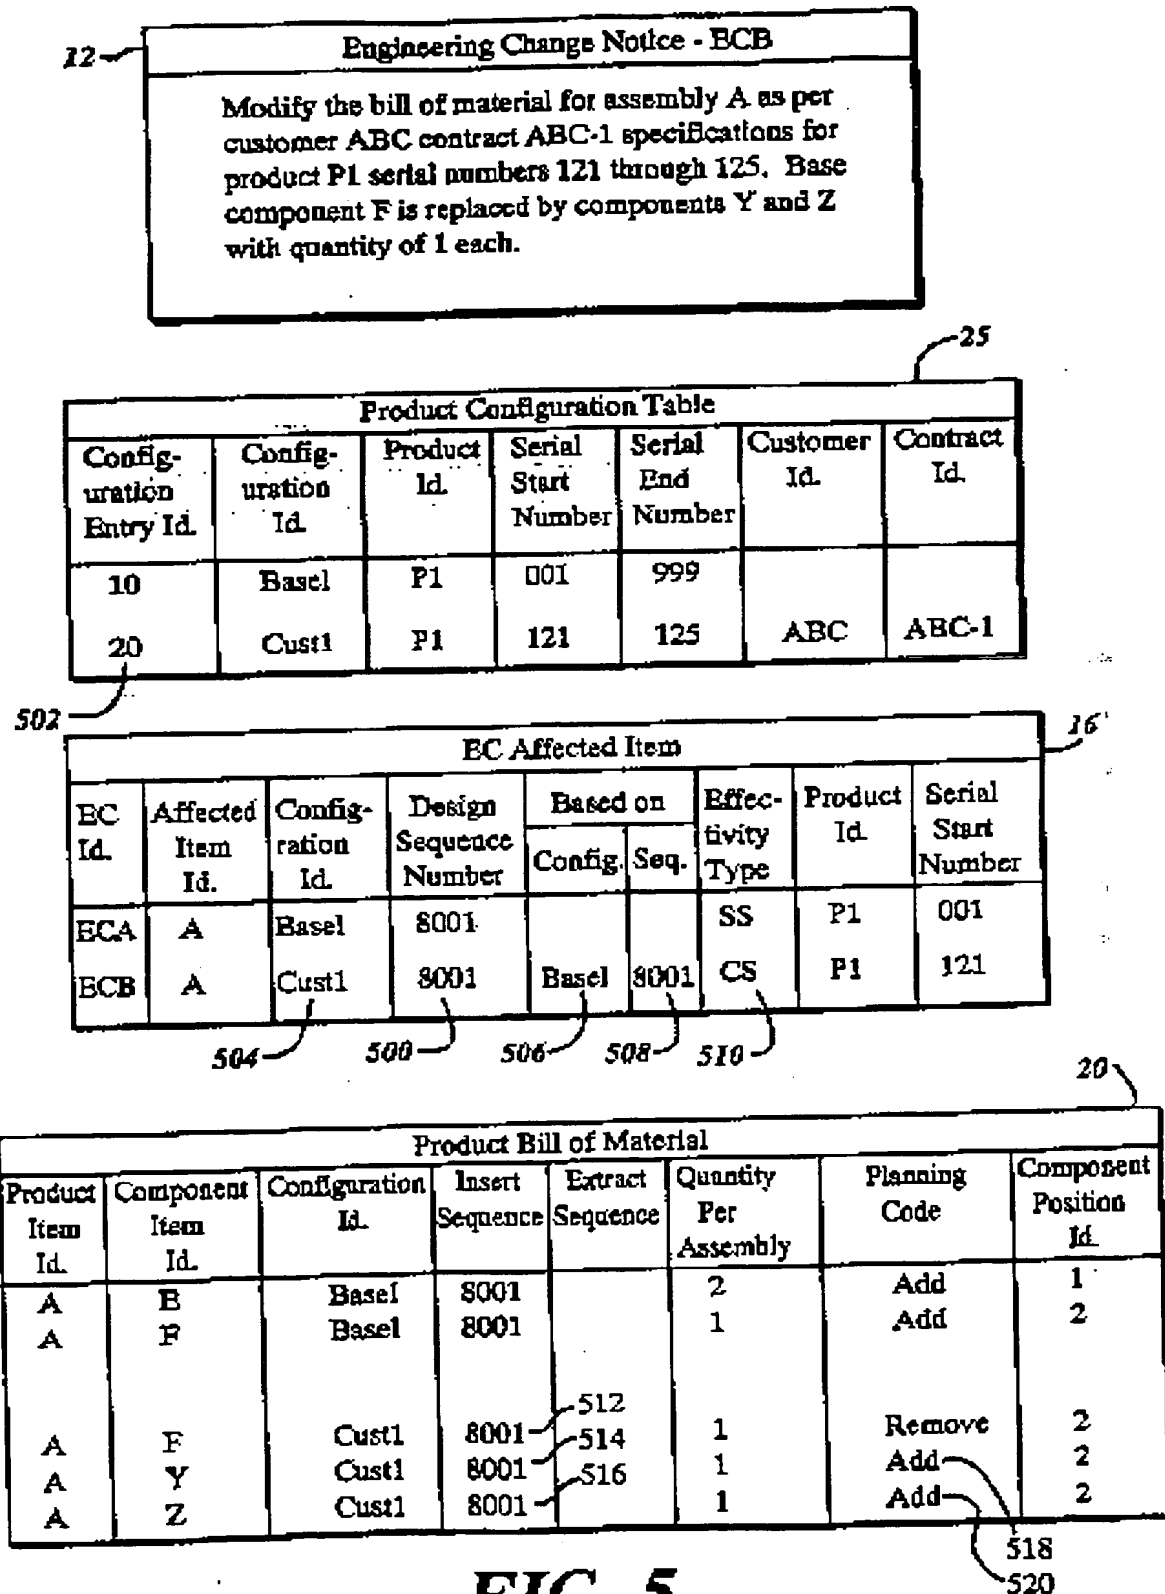 12
Engineering Change Notice - ECB
Modify the bill of material for assembly A as per
customer ABC contract ABC-1 specifications for
product P1 serial numbers 121 through 125. Base
component F is replaced by components Y and Z
with quantity of 1 each.
25
Product Configuration Table
Config-uration Entry Id. Config-uration Id. Product Id. Serial Start Number Serial End Number Customer Id. Contract Id.
10 Base1 P1 001 999
20 Cust1 P1 121 125 ABC ABC-1
502
16
EC Affected Item
EC Id. Affected Item Id. Config-ration Id. Design Sequence Number Based on Config. Seq. Effec-tivity Type Product Id. Serial Start Number
ECA A Base1 8001 SS P1 001
ECB A Cust1 8001 Base1 8001 CS P1 121
504 500 506 508 510
20
Product Bill of Material
Product Item Id. Component Item Id. Configuration Id. Insert Sequence Extract Sequence Quantity Per Assembly Planning Code Component Position Id.
A E Base1 8001 2 Add 1
A F Base1 8001 1 Add 2
512
A F Cust1 8001 1 Remove 2
514
A Y Cust1 8001 1 Add 2
516
A Z Cust1 8001 1 Add 2
518
520
FIG. 5